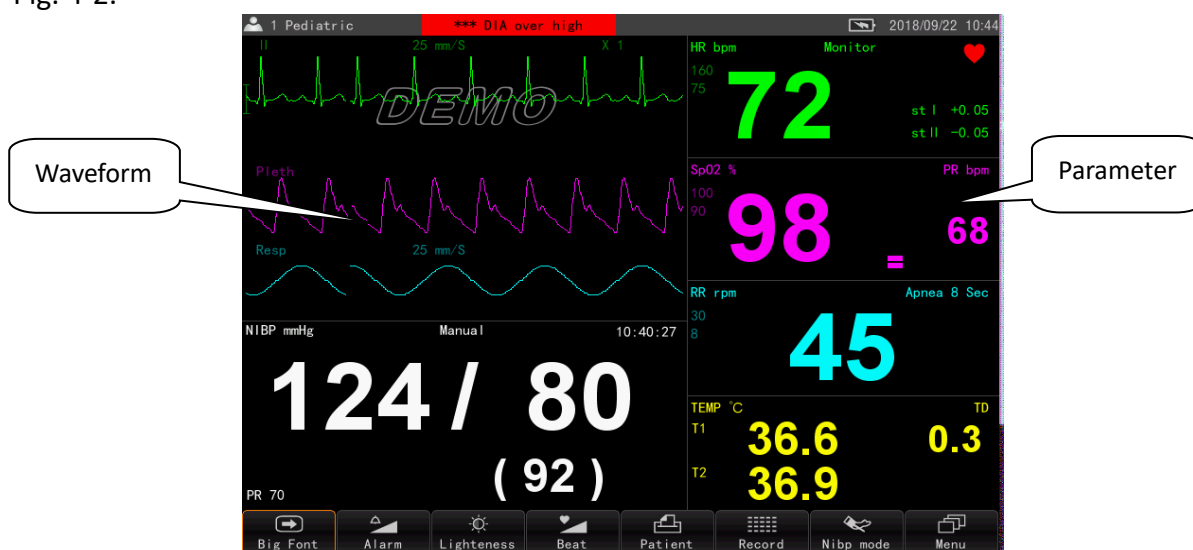 Fig. 4-2.
1 Pediatric
*** DIA over high
2018/09/22 10:44
II 25 mm/S X 1
DEMO
Pleth
Resp 25 mm/S
Waveform
HR bpm Monitor
160
75
72
st I +0.05
st II -0.05
SpO2 % PR bpm
100
90
98
68
Parameter
RR rpm Apnea 8 Sec
30
8
45
NIBP mmHg Manual 10:40:27
124 / 80
( 92 )
PR 70
TEMP °C TD
T1 36.6 0.3
T2 36.9
Big Font Alarm Lighteness Beat Patient Record Nibp mode Menu